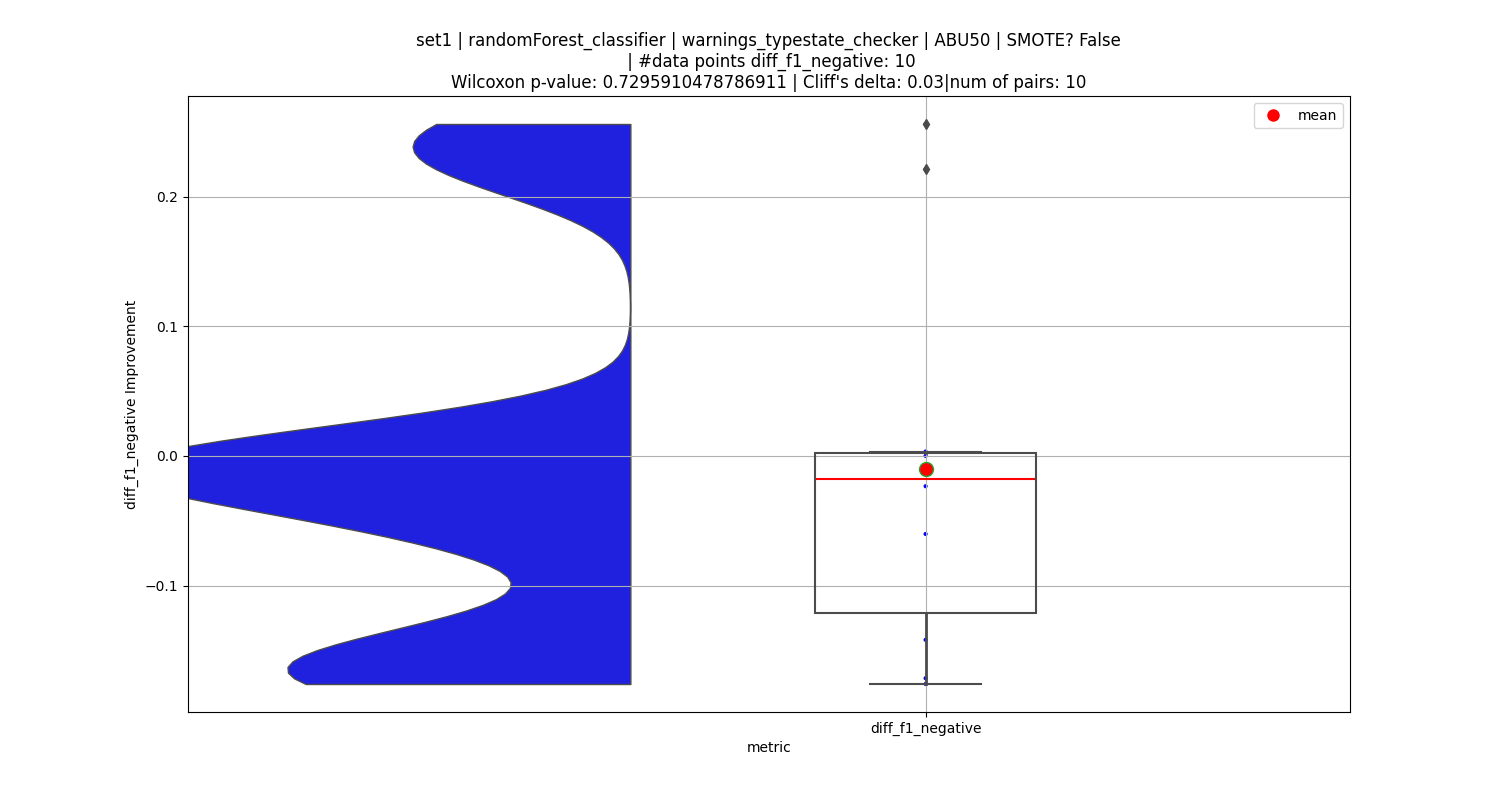 set1 | randomForest_classifier | warnings_typestate_checker | ABU50 | SMOTE? False
| #data points diff_f1_negative: 10
Wilcoxon p-value: 0.7295910478786911 | Cliff's delta: 0.03|num of pairs: 10
mean
0.2
0.1
0.0
−0.1
diff_f1_negative Improvement
diff_f1_negative
metric